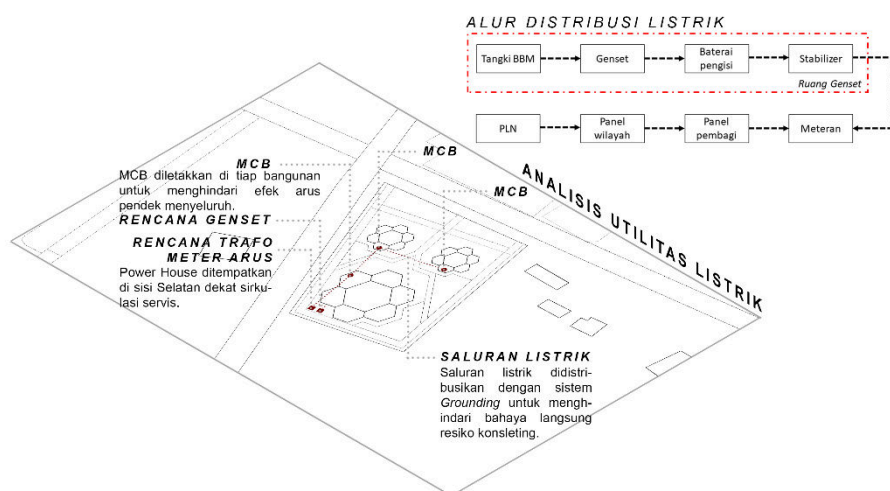 ALUR DISTRIBUSI LISTRIK
Tangki BBM
Genset
Baterai
pengisi
Stabilizer
Ruang Genset
PLN
Panel
wilayah
Panel
pembagi
Meteran
ANALISIS UTILITAS LISTRIK
MCB
MCB
MCB
MCB diletakkan di tiap bangunan
untuk menghindari efek arus
pendek menyeluruh.
RENCANA GENSET
RENCANA TRAFO
METER ARUS
Power House ditempatkan
di sisi Selatan dekat sirku-
lasi servis.
SALURAN LISTRIK
Saluran listrik didistri-
busikan dengan sistem
Grounding untuk mengh-
indari bahaya langsung
resiko konsleting.